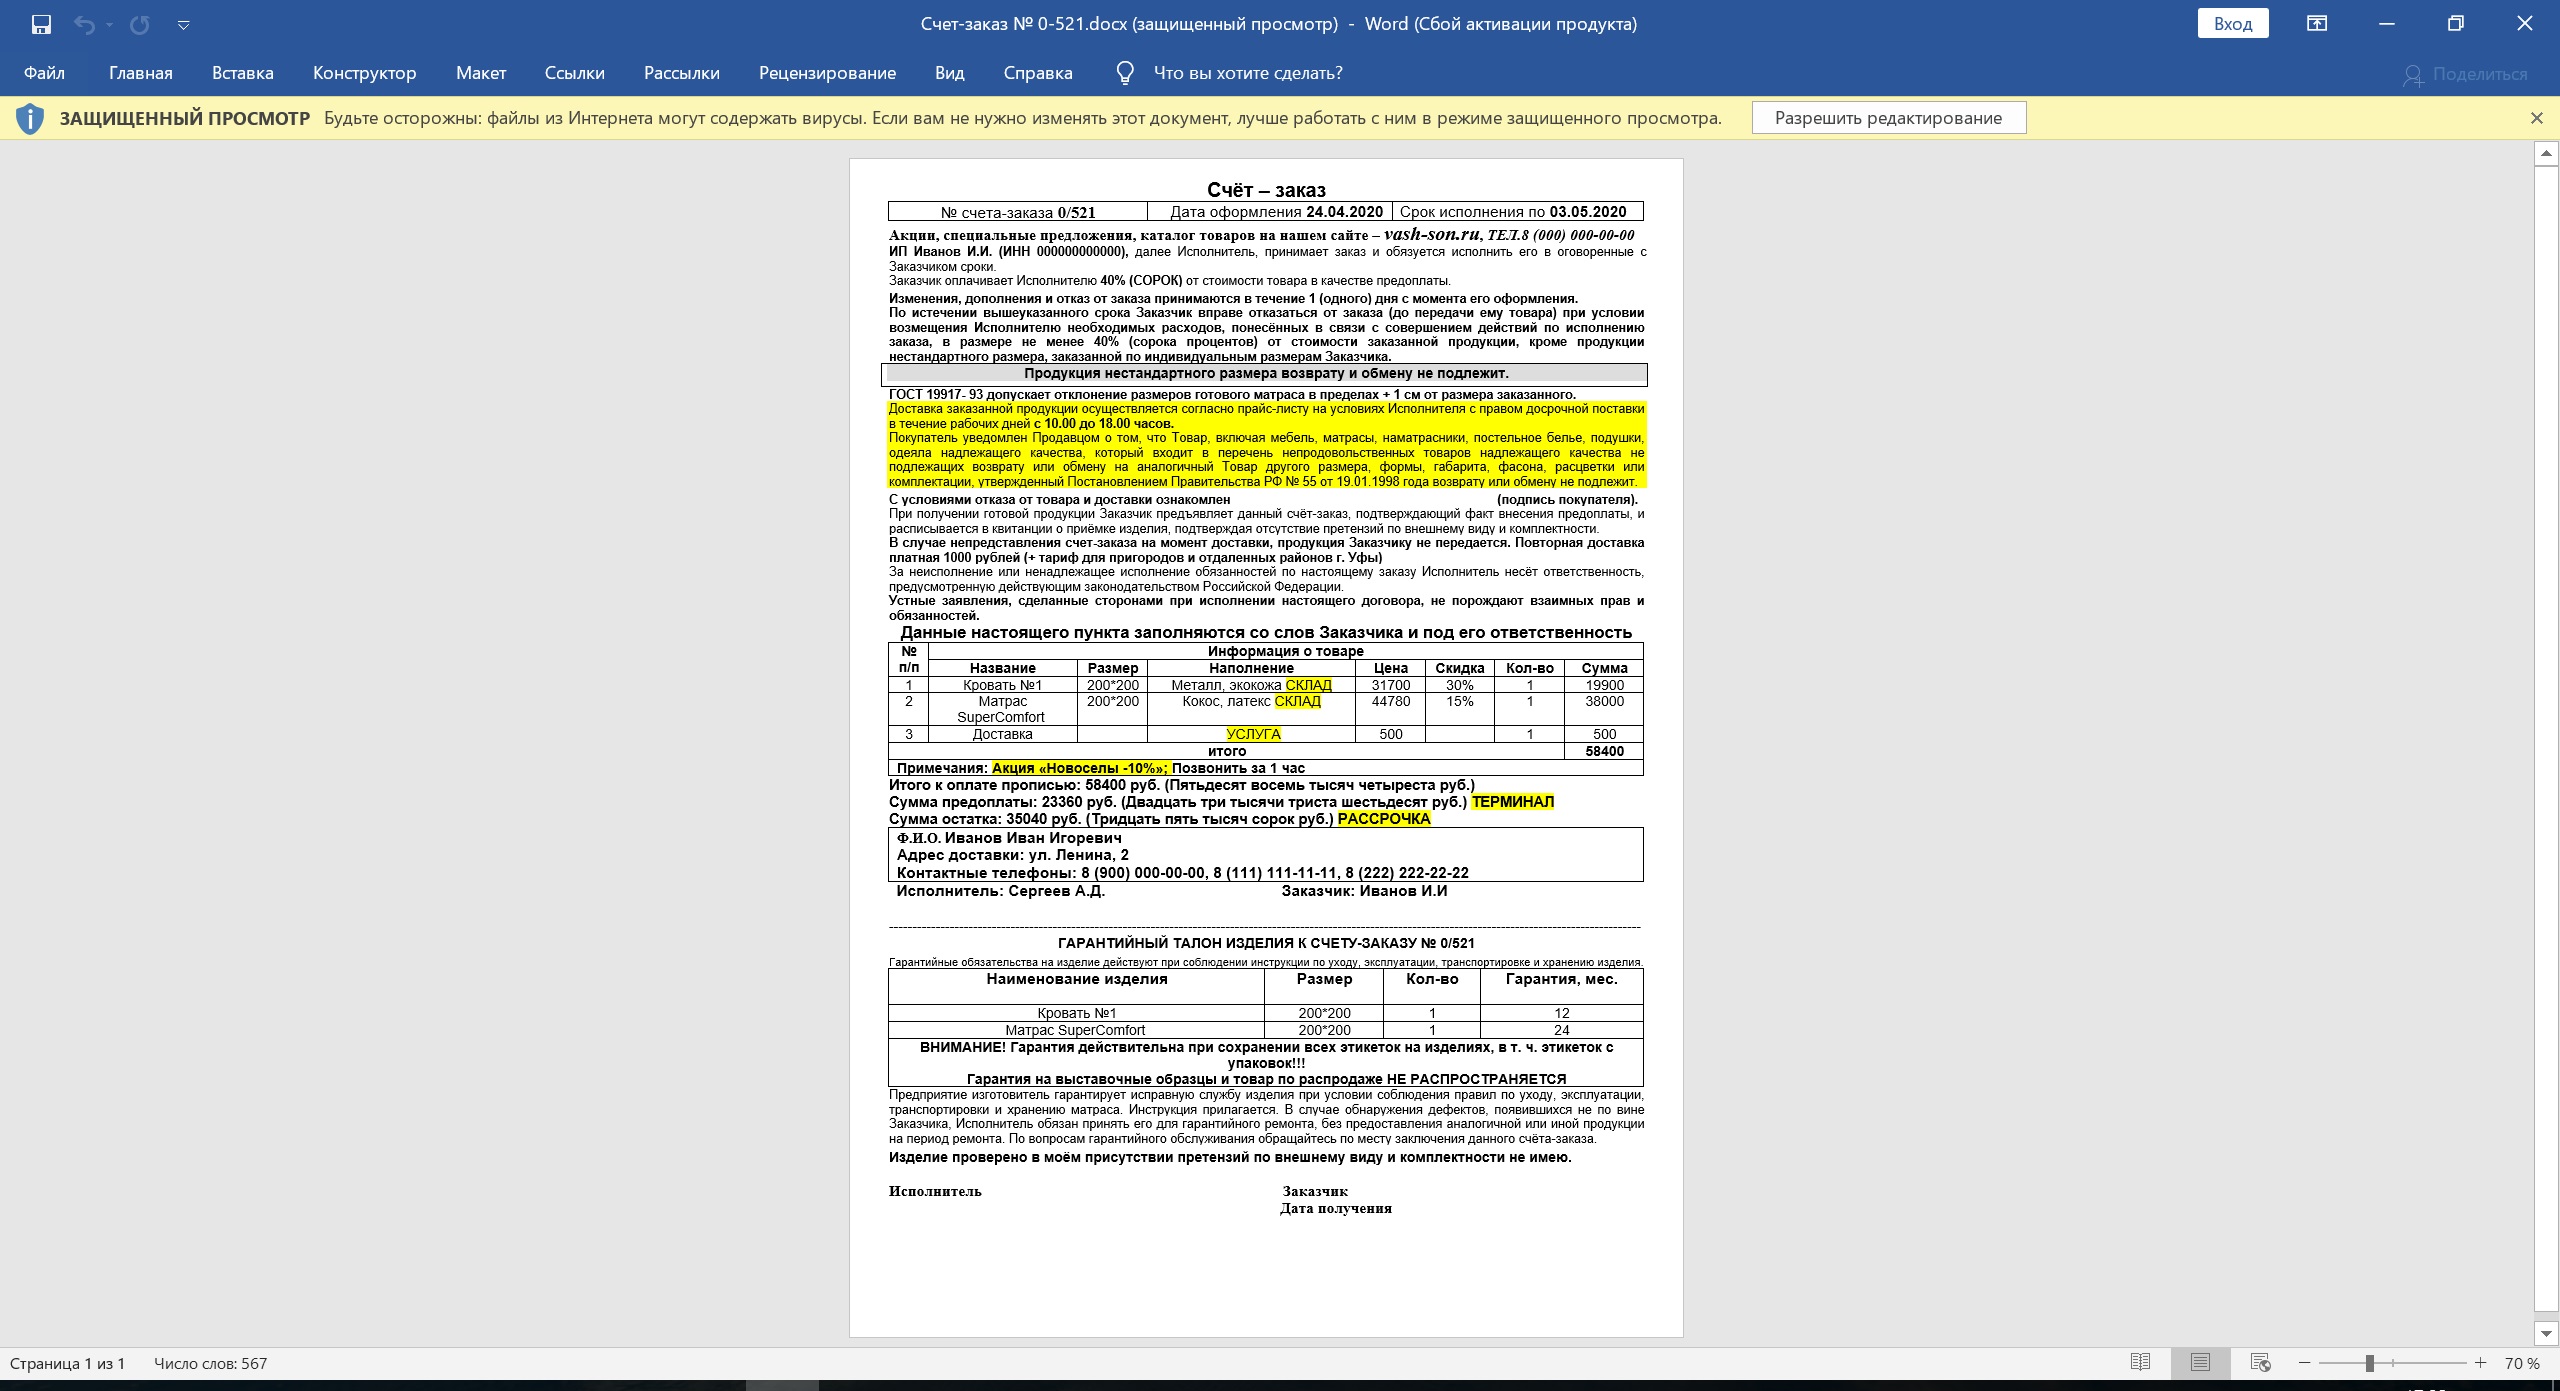 Счет-заказ № 0-521.docx (защищенный просмотр) - Word (Сбой активации продукта)
Вход
Файл Главная Вставка Конструктор Макет Ссылки Рассылки Рецензирование Вид Справка Что вы хотите сделать? Поделиться
ЗАЩИЩЕННЫЙ ПРОСМОТР Будьте осторожны: файлы из Интернета могут содержать вирусы. Если вам не нужно изменять этот документ, лучше работать с ним в режиме защищенного просмотра. Разрешить редактирование
Счёт – заказ
№ счета-заказа 0/521 Дата оформления 24.04.2020 Срок исполнения по 03.05.2020
Акции, специальные предложения, каталог товаров на нашем сайте – vash-son.ru, ТЕЛ.8 (000) 000-00-00
ИП Иванов И.И. (ИНН 000000000000), далее Исполнитель, принимает заказ и обязуется исполнить его в оговоренные с
Заказчиком сроки.
Заказчик оплачивает Исполнителю 40% (СОРОК) от стоимости товара в качестве предоплаты.
Изменения, дополнения и отказ от заказа принимаются в течение 1 (одного) дня с момента его оформления.
По истечении вышеуказанного срока Заказчик вправе отказаться от заказа (до передачи ему товара) при условии
возмещения Исполнителю необходимых расходов, понесённых в связи с совершением действий по исполнению
заказа, в размере не менее 40% (сорока процентов) от стоимости заказанной продукции, кроме продукции
нестандартного размера, заказанной по индивидуальным размерам Заказчика.
Продукция нестандартного размера возврату и обмену не подлежит.
ГОСТ 19917- 93 допускает отклонение размеров готового матраса в пределах + 1 см от размера заказанного.
Доставка заказанной продукции осуществляется согласно прайс-листу на условиях Исполнителя с правом досрочной поставки
в течение рабочих дней с 10.00 до 18.00 часов.
Покупатель уведомлен Продавцом о том, что Товар, включая мебель, матрасы, наматрасники, постельное белье, подушки,
одеяла надлежащего качества, который входит в перечень непродовольственных товаров надлежащего качества не
подлежащих возврату или обмену на аналогичный Товар другого размера, формы, габарита, фасона, расцветки или
комплектации, утвержденный Постановлением Правительства РФ № 55 от 19.01.1998 года возврату или обмену не подлежит.
С условиями отказа от товара и доставки ознакомлен (подпись покупателя).
При получении готовой продукции Заказчик предъявляет данный счёт-заказ, подтверждающий факт внесения предоплаты, и
расписывается в квитанции о приёмке изделия, подтверждая отсутствие претензий по внешнему виду и комплектности.
В случае непредставления счет-заказа на момент доставки, продукция Заказчику не передается. Повторная доставка
платная 1000 рублей (+ тариф для пригородов и отдаленных районов г. Уфы)
За неисполнение или ненадлежащее исполнение обязанностей по настоящему заказу Исполнитель несёт ответственность,
предусмотренную действующим законодательством Российской Федерации.
Устные заявления, сделанные сторонами при исполнении настоящего договора, не порождают взаимных прав и
обязанностей.
Данные настоящего пункта заполняются со слов Заказчика и под его ответственность
№ п/п Информация о товаре
Название Размер Наполнение Цена Скидка Кол-во Сумма
1 Кровать №1 200*200 Металл, экокожа СКЛАД 31700 30% 1 19900
2 Матрас 200*200 Кокос, латекс СКЛАД 44780 15% 1 38000
SuperComfort
3 Доставка УСЛУГА 500 1 500
итого 58400
Примечания: Акция «Новоселы -10%»; Позвонить за 1 час
Итого к оплате прописью: 58400 руб. (Пятьдесят восемь тысяч четыреста руб.)
Сумма предоплаты: 23360 руб. (Двадцать три тысячи триста шестьдесят руб.) ТЕРМИНАЛ
Сумма остатка: 35040 руб. (Тридцать пять тысяч сорок руб.) РАССРОЧКА
Ф.И.О. Иванов Иван Игоревич
Адрес доставки: ул. Ленина, 2
Контактные телефоны: 8 (900) 000-00-00, 8 (111) 111-11-11, 8 (222) 222-22-22
Исполнитель: Сергеев А.Д. Заказчик: Иванов И.И
ГАРАНТИЙНЫЙ ТАЛОН ИЗДЕЛИЯ К СЧЕТУ-ЗАКАЗУ № 0/521
Гарантийные обязательства на изделие действуют при соблюдении инструкции по уходу, эксплуатации, транспортировке и хранению изделия.
Наименование изделия Размер Кол-во Гарантия, мес.
Кровать №1 200*200 1 12
Матрас SuperComfort 200*200 1 24
ВНИМАНИЕ! Гарантия действительна при сохранении всех этикеток на изделиях, в т. ч. этикеток с
упаковок!!!
Гарантия на выставочные образцы и товар по распродаже НЕ РАСПРОСТРАНЯЕТСЯ
Предприятие изготовитель гарантирует исправную службу изделия при условии соблюдения правил по уходу, эксплуатации,
транспортировки и хранению матраса. Инструкция прилагается. В случае обнаружения дефектов, появившихся не по вине
Заказчика, Исполнитель обязан принять его для гарантийного ремонта, без предоставления аналогичной или иной продукции
на период ремонта. По вопросам гарантийного обслуживания обращайтесь по месту заключения данного счёта-заказа.
Изделие проверено в моём присутствии претензий по внешнему виду и комплектности не имею.
Исполнитель Заказчик
Дата получения
Страница 1 из 1 Число слов: 567 70 %